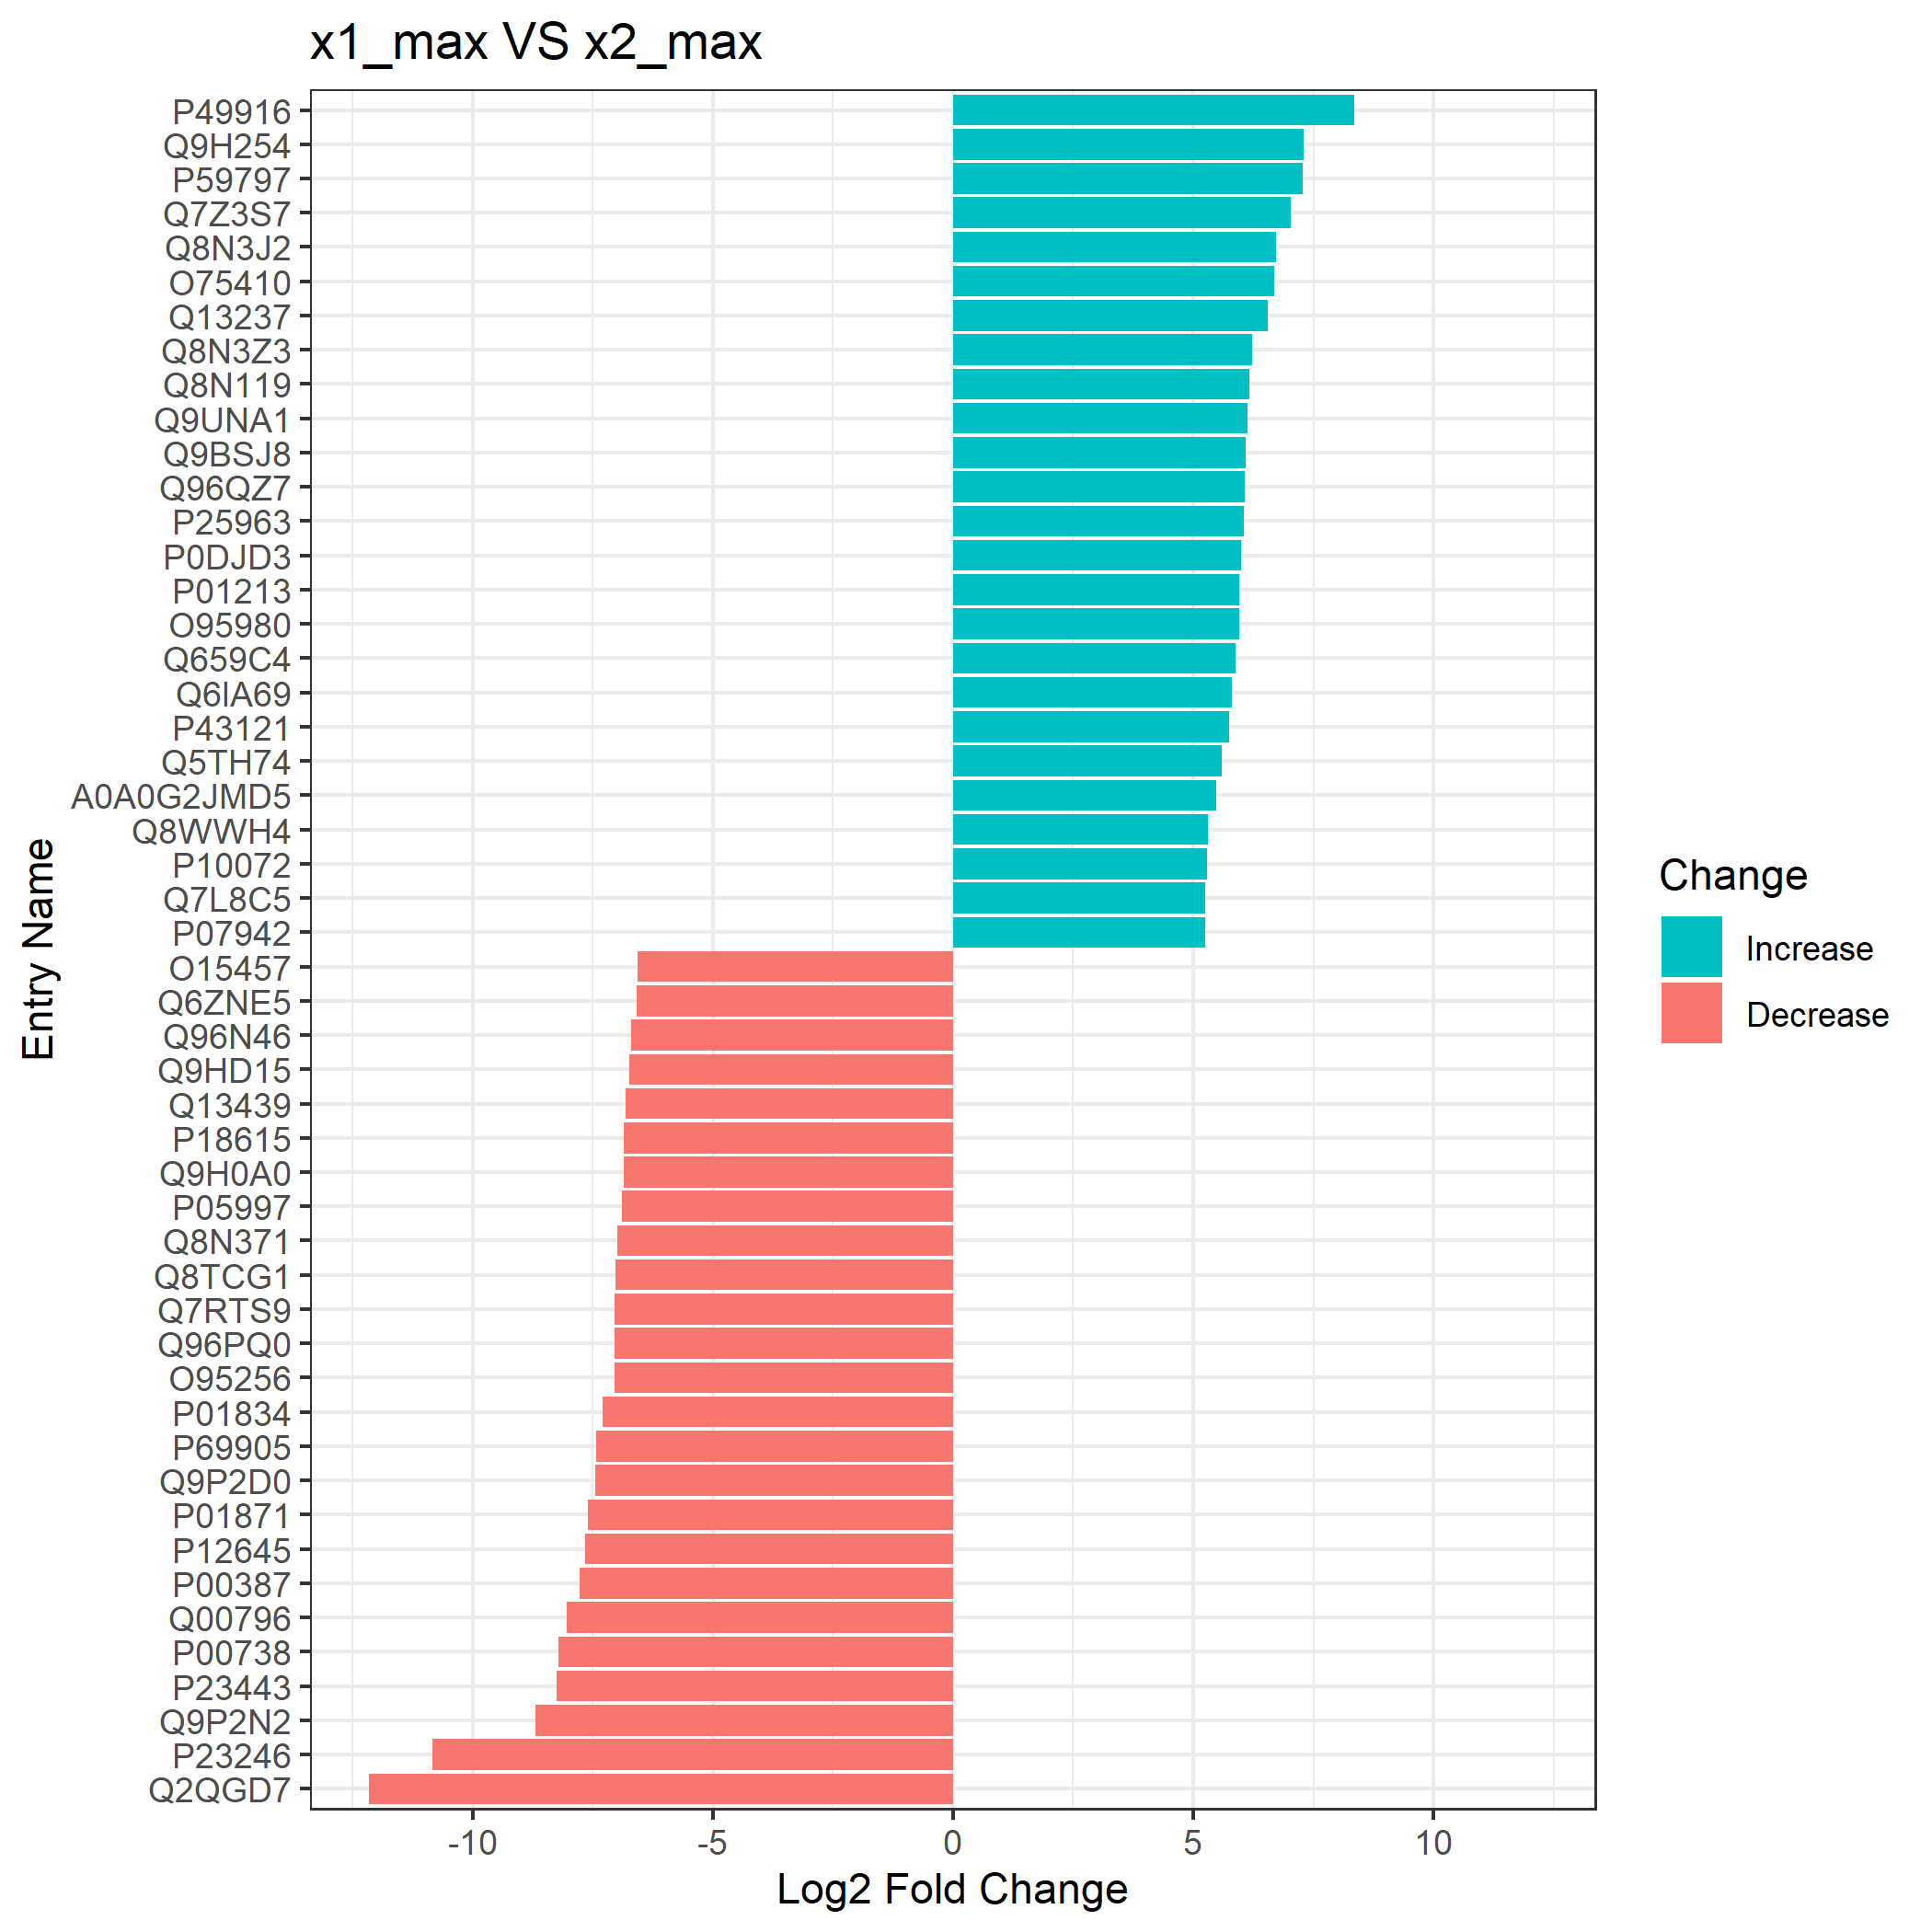 x1_max VS x2_max
P49916
Q9H254
P59797
Q7Z3S7
Q8N3J2
O75410
Q13237
Q8N3Z3
Q8N119
Q9UNA1
Q9BSJ8
Q96QZ7
P25963
P0DJD3
P01213
O95980
Q659C4
Q6IA69
P43121
Q5TH74
A0A0G2JMD5
Q8WWH4
P10072
Q7L8C5
P07942
O15457
Q6ZNE5
Q96N46
Q9HD15
Q13439
P18615
Q9H0A0
P05997
Q8N371
Q8TCG1
Q7RTS9
Q96PQ0
O95256
P01834
P69905
Q9P2D0
P01871
P12645
P00387
Q00796
P00738
P23443
Q9P2N2
P23246
Q2QGD7
Entry Name
-10 -5 0 5 10
Log2 Fold Change
Change
Increase
Decrease